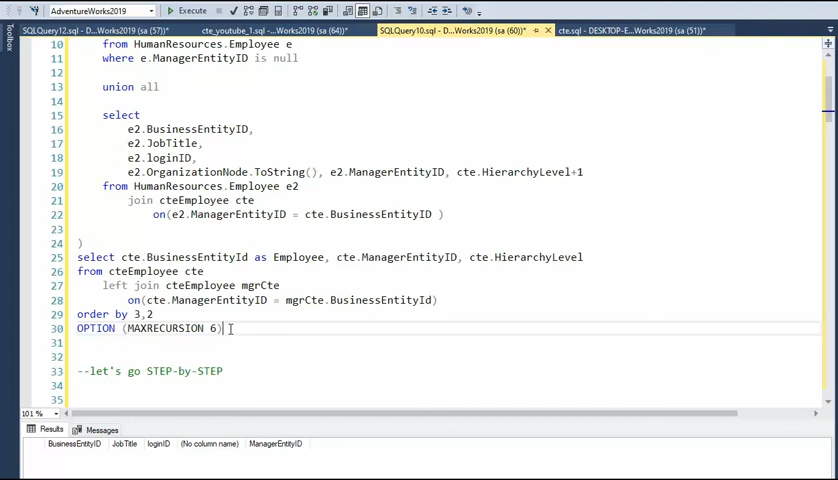 AdventureWorks2019 Execute
Toolbox
SQLQuery12.sql - D...Works2019 (sa (57))* cte_youtube_1.sql -...Works2019 (sa (64))* SQLQuery10.sql - D...Works2019 (sa (60))* cte.sql - DESKTOP-E...Works2019 (sa (51))*
10 from HumanResources.Employee e
11 where e.ManagerEntityID is null
12
13 union all
14
15 select
16 e2.BusinessEntityID,
17 e2.JobTitle,
18 e2.loginID,
19 e2.OrganizationNode.ToString(), e2.ManagerEntityID, cte.HierarchyLevel+1
20 from HumanResources.Employee e2
21 join cteEmployee cte
22 on(e2.ManagerEntityID = cte.BusinessEntityID )
23
24 )
25 select cte.BusinessEntityId as Employee, cte.ManagerEntityID, cte.HierarchyLevel
26 from cteEmployee cte
27 left join cteEmployee mgrCte
28 on(cte.ManagerEntityID = mgrCte.BusinessEntityId)
29 order by 3,2
30 OPTION (MAXRECURSION 6)
31
32
33 --let's go STEP-by-STEP
34
35
101 %
Results Messages
BusinessEntityID JobTitle loginID (No column name) ManagerEntityID